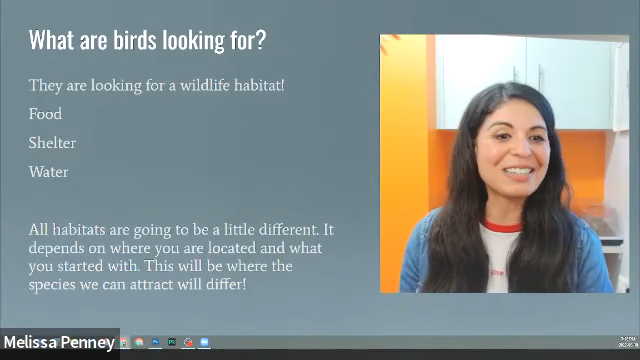 What are birds looking for?
They are looking for a wildlife habitat!
Food
Shelter
Water
All habitats are going to be a little different. It
depends on where you are located and what
you started with. This will be where the
species we can attract will differ!
love
Melissa Penney